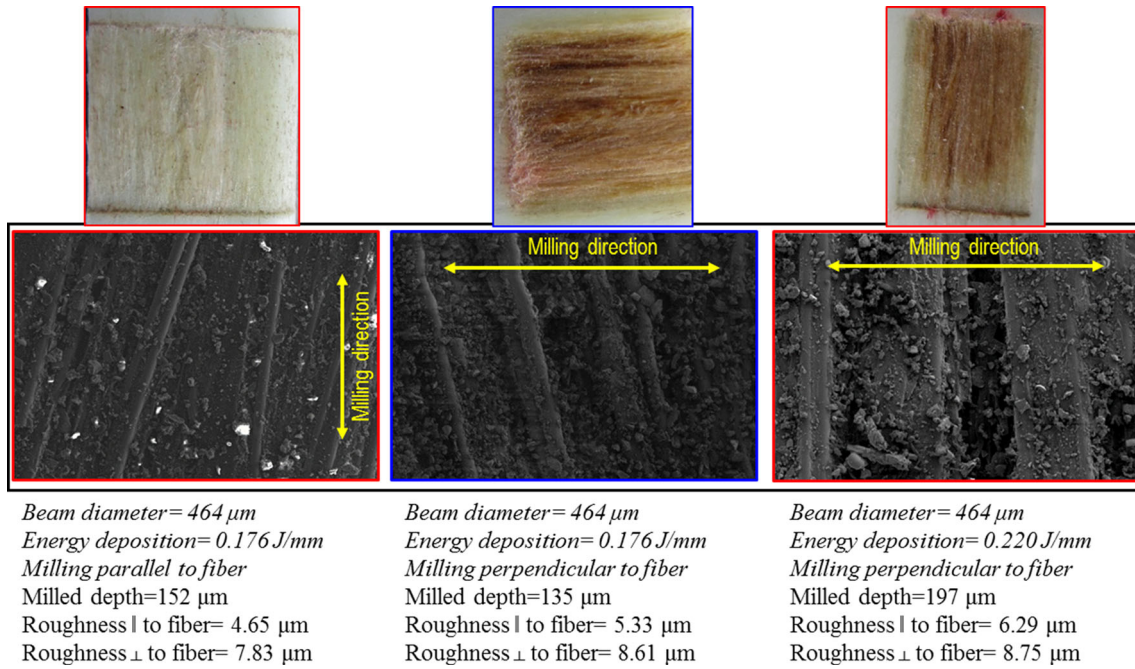 Milling direction
Milling direction
Milling direction
Beam diameter= 464 μm
Energy deposition= 0.176 J/mm
Milling parallel to fiber
Milled depth=152 μm
Roughness ∥ to fiber= 4.65 μm
Roughness ⊥ to fiber= 7.83 μm
Beam diameter= 464 μm
Energy deposition= 0.176 J/mm
Milling perpendicular to fiber
Milled depth=135 μm
Roughness ∥ to fiber= 5.33 μm
Roughness ⊥ to fiber= 8.61 μm
Beam diameter= 464 μm
Energy deposition= 0.220 J/mm
Milling perpendicular to fiber
Milled depth=197 μm
Roughness ∥ to fiber= 6.29 μm
Roughness ⊥ to fiber= 8.75 μm